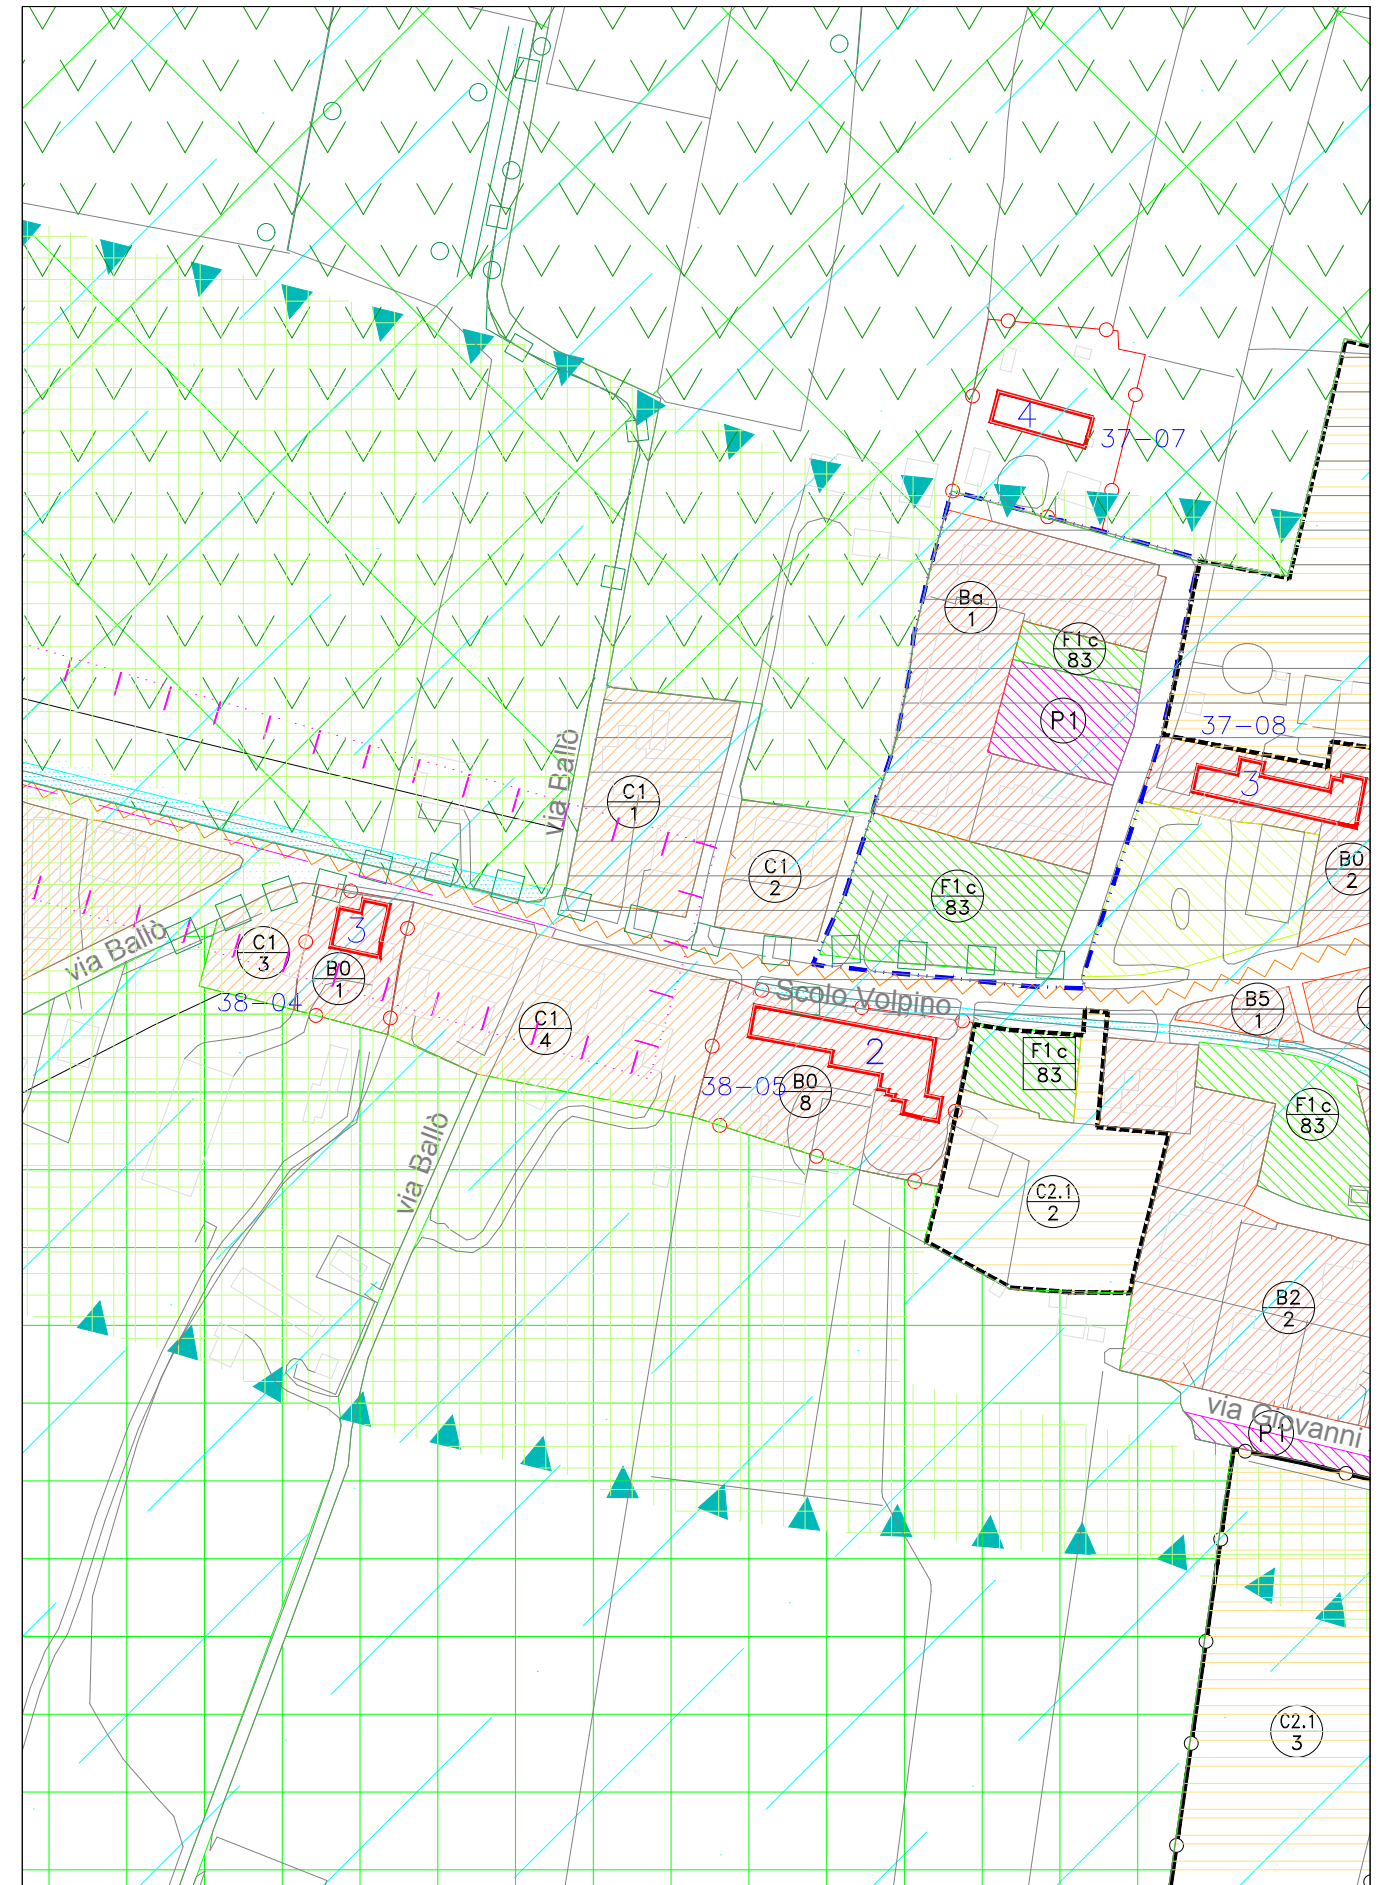 4
37-07
Ba
1
F1c
83
P1
37-08
3
via Ballò
C1
1
B0
2
C1
2
F1c
83
via Ballò
3
C1
3
B0
1
38-04
Scolo Volpino
B5
1
C1
4
2
F1c
83
38-05
B0
8
F1c
83
via Ballò
C2.1
2
B2
2
via Giovanni
P1
C2.1
3